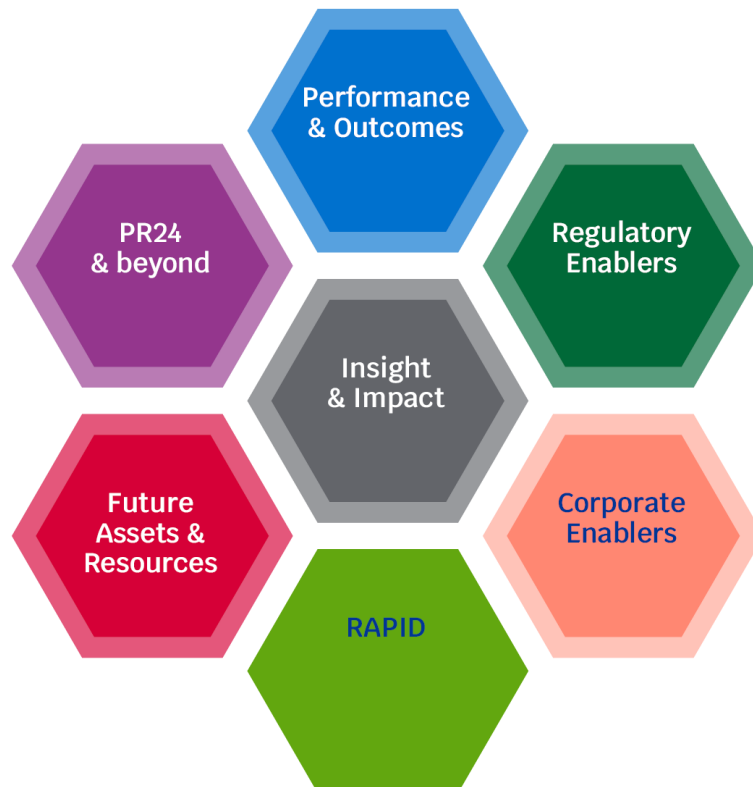 Performance
& Outcomes
PR24
& beyond
Regulatory
Enablers
Insight
& Impact
Future
Assets &
Resources
Corporate
Enablers
RAPID